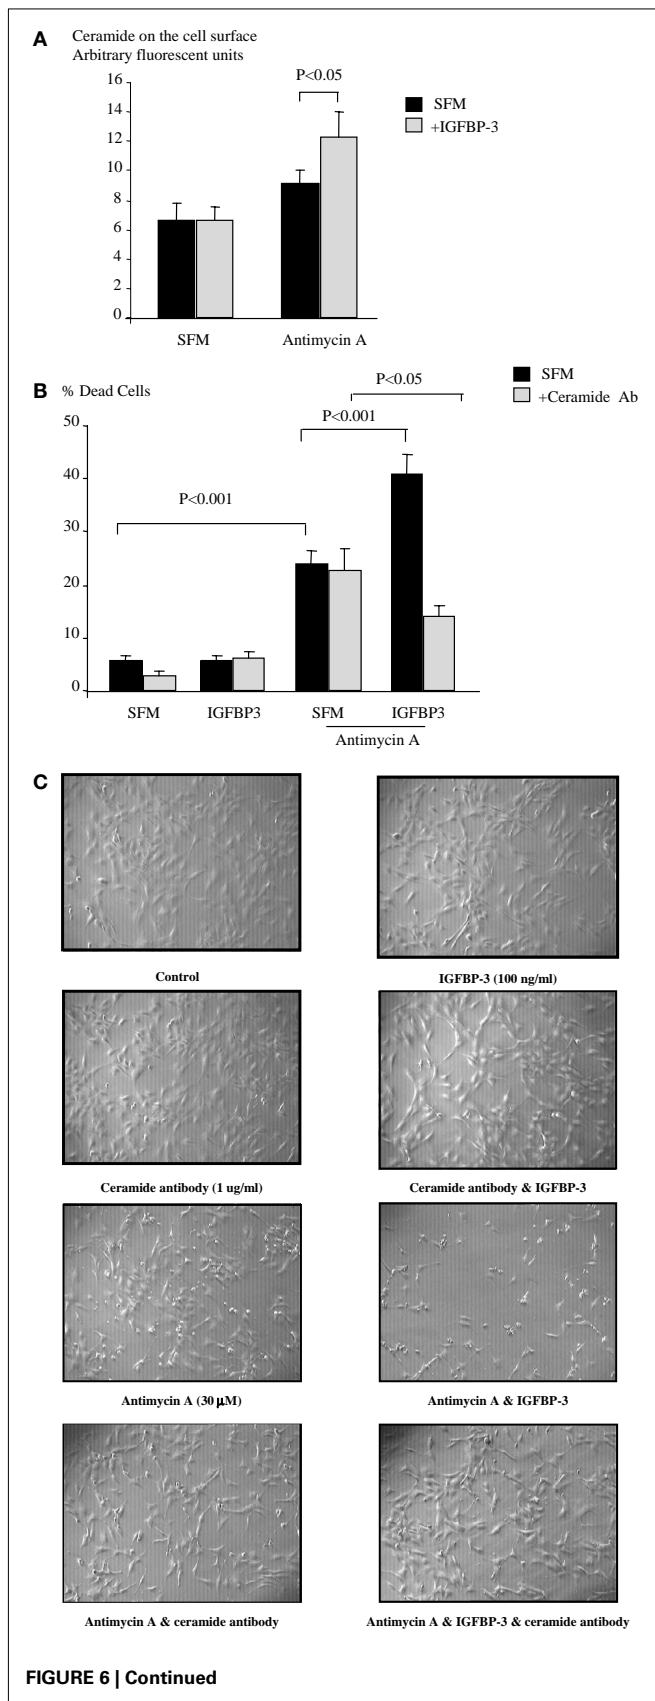 A
Ceramide on the cell surface
Arbitrary fluorescent units
P<0.05
16
14
12
10
8
6
4
2
0
SFM
+IGFBP-3
SFM
Antimycin A
B
% Dead Cells
SFM
+Ceramide Ab
P<0.05
P<0.001
P<0.001
50
40
30
20
10
0
SFM
IGFBP3
SFM
IGFBP3
Antimycin A
C
Control
IGFBP-3 (100 ng/ml)
Ceramide antibody (1 ug/ml)
Ceramide antibody & IGFBP-3
Antimycin A (30 µM)
Antimycin A & IGFBP-3
Antimycin A & ceramide antibody
Antimycin A & IGFBP-3 & ceramide antibody
FIGURE 6 | Continued